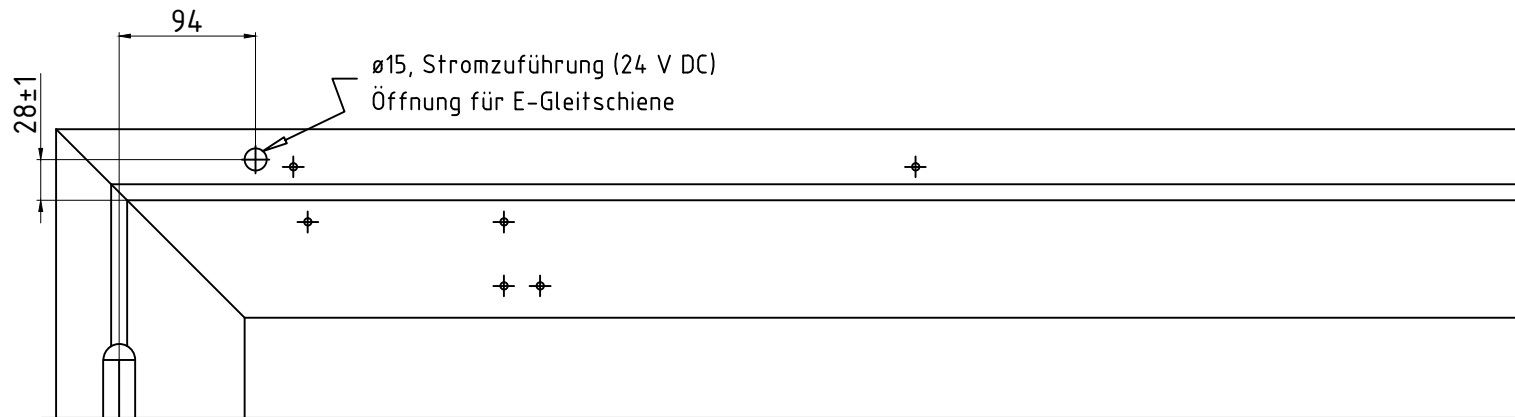 94
ø15, Stromzuführung (24 V DC)
Öffnung für E-Gleitschiene
28±1